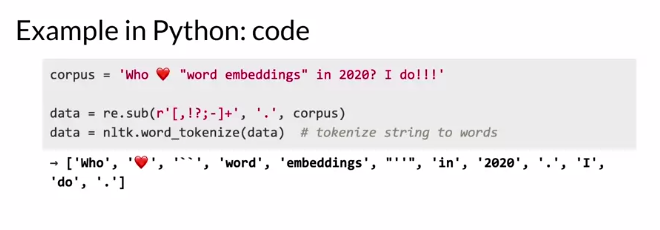 Example in Python: code
corpus = 'Who ❤️ "word embeddings" in 2020? I do!!!'
data = re.sub(r'[,!?;-]+', '.', corpus)
data = nltk.word_tokenize(data)  # tokenize string to words
→ ['Who', '❤️', '``', 'word', 'embeddings', "''", 'in', '2020', '.', 'I',
'do', '.']